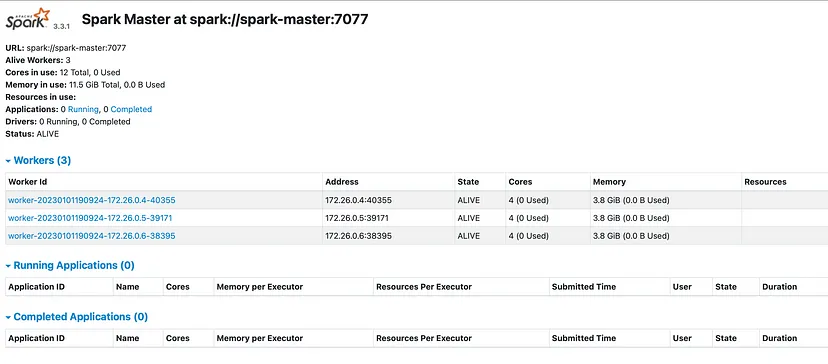 APACHE
Spark 3.3.1 Spark Master at spark://spark-master:7077
URL: spark://spark-master:7077
Alive Workers: 3
Cores in use: 12 Total, 0 Used
Memory in use: 11.5 GiB Total, 0.0 B Used
Resources in use:
Applications: 0 Running, 0 Completed
Drivers: 0 Running, 0 Completed
Status: ALIVE
Workers (3)
Worker Id Address State Cores Memory Resources
worker-20230101190924-172.26.0.4-40355 172.26.0.4:40355 ALIVE 4 (0 Used) 3.8 GiB (0.0 B Used)
worker-20230101190924-172.26.0.5-39171 172.26.0.5:39171 ALIVE 4 (0 Used) 3.8 GiB (0.0 B Used)
worker-20230101190924-172.26.0.6-38395 172.26.0.6:38395 ALIVE 4 (0 Used) 3.8 GiB (0.0 B Used)
Running Applications (0)
Application ID Name Cores Memory per Executor Resources Per Executor Submitted Time User State Duration
Completed Applications (0)
Application ID Name Cores Memory per Executor Resources Per Executor Submitted Time User State Duration